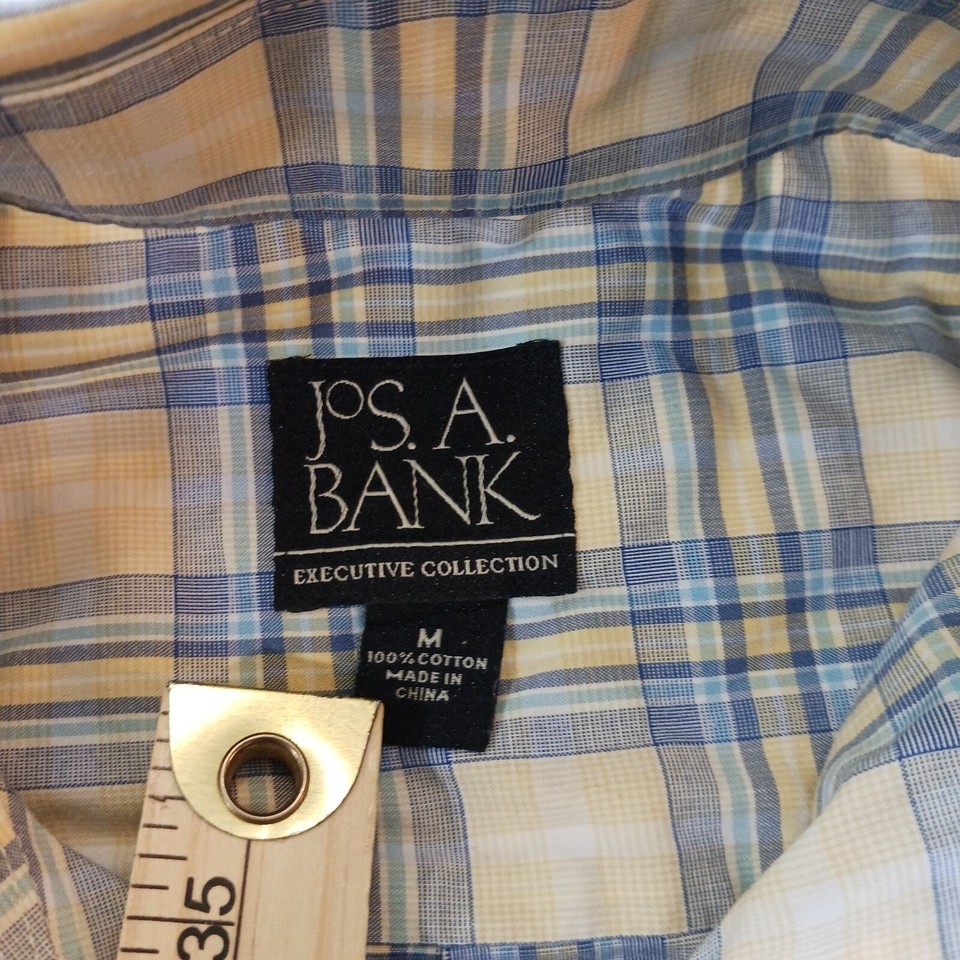 JOS. A.
BANK
EXECUTIVE COLLECTION
M
100% COTTON
MADE IN
CHINA
35